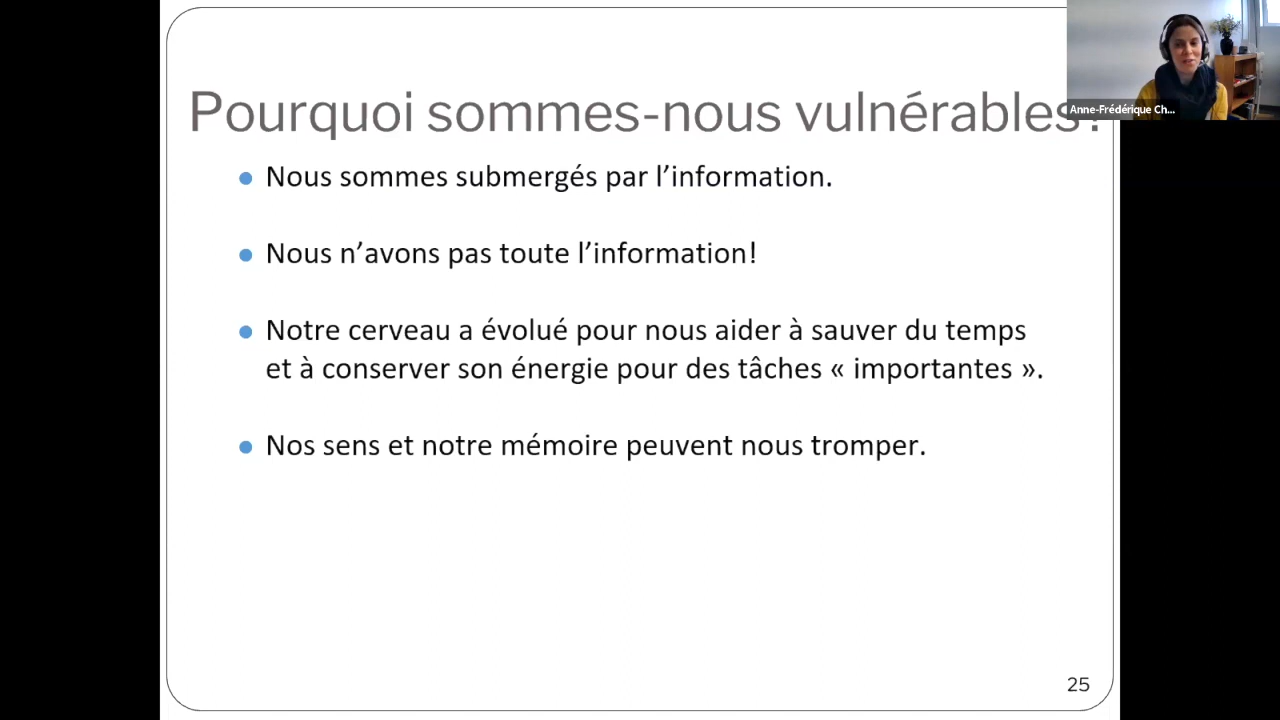 Pourquoi sommes-nous vulnérables?
Anne-Frédérique Ch...
Nous sommes submergés par l’information.
Nous n’avons pas toute l’information!
Notre cerveau a évolué pour nous aider à sauver du temps
et à conserver son énergie pour des tâches « importantes ».
Nos sens et notre mémoire peuvent nous tromper.
25